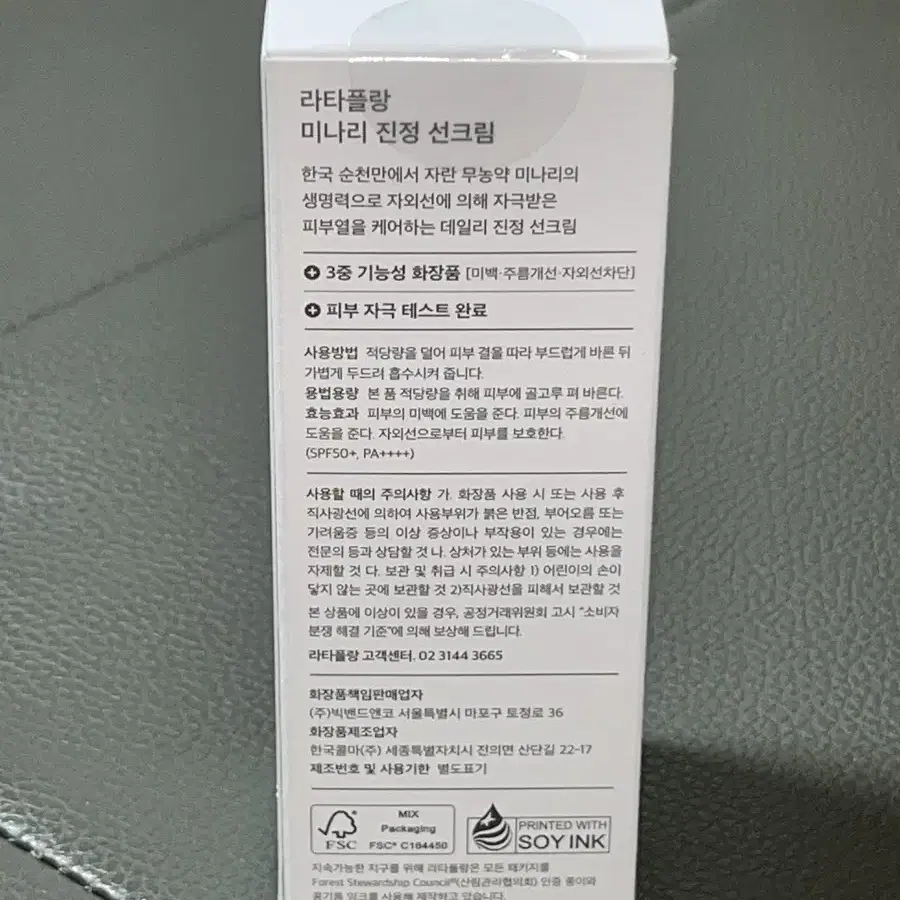 라타플랑
미나리 진정 선크림
한국 순천만에서 자란 무농약 미나리의
생명력으로 자외선에 의해 자극받은
피부열을 케어하는 데일리 진정 선크림
3중 기능성 화장품 [미백·주름개선·자외선차단]
피부 자극 테스트 완료
사용방법 적당량을 덜어 피부 결을 따라 부드럽게 바른 뒤
가볍게 두드려 흡수시켜 줍니다.
용법용량 본 품 적당량을 취해 피부에 골고루 펴 바른다.
효능효과 피부의 미백에 도움을 준다. 피부의 주름개선에
도움을 준다. 자외선으로부터 피부를 보호한다.
(SPF50+, PA++++)
사용할 때의 주의사항 가. 화장품 사용 시 또는 사용 후
직사광선에 의하여 사용부위가 붉은 반점, 부어오름 또는
가려움증 등의 이상 증상이나 부작용이 있는 경우에는
전문의 등과 상담할 것 나. 상처가 있는 부위 등에는 사용을
자제할 것 다. 보관 및 취급 시 주의사항 1) 어린이의 손이
닿지 않는 곳에 보관할 것 2)직사광선을 피해서 보관할 것
본 상품에 이상이 있을 경우, 공정거래위원회 고시 "소비자
분쟁 해결 기준"에 의해 보상해 드립니다.
라타플랑 고객센터. 02 3144 3665
화장품책임판매업자
(주)빅밴드앤코 서울특별시 마포구 토정로 36
화장품제조업자
한국콜마(주) 세종특별자치시 전의면 산단길 22-17
제조번호 및 사용기한 별도표기
FSC
MIX
Packaging
FSC® C184450
PRINTED WITH
SOY INK
지속가능한 지구를 위해 라타플랑은 모든 패키지를
Forest Stewardship Council®(산림관리협의회) 인증 종이와
콩기름 잉크를 사용해 제작하고 있습니다.